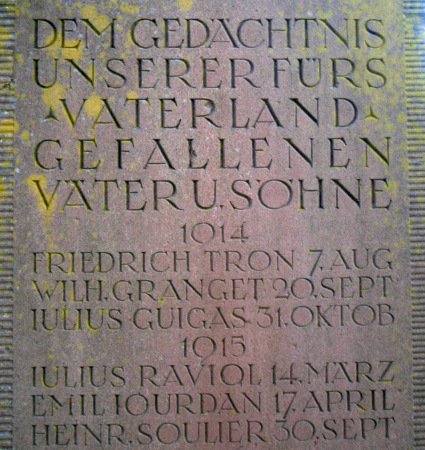 DEM GEDÄCHTNIS
UNSERER FÜRS
VATERLAND
GEFALLENEN
VÄTER U. SÖHNE
1914
FRIEDRICH TRON 7. AUG
WILH. GRANGET 20. SEPT
IULIUS GUIGAS 31. OKTOB
1915
IULIUS RAVIOL 14. MÄRZ
EMIL IOURDAN 17. APRIL
HEINR. SOULIER 30. SEPT